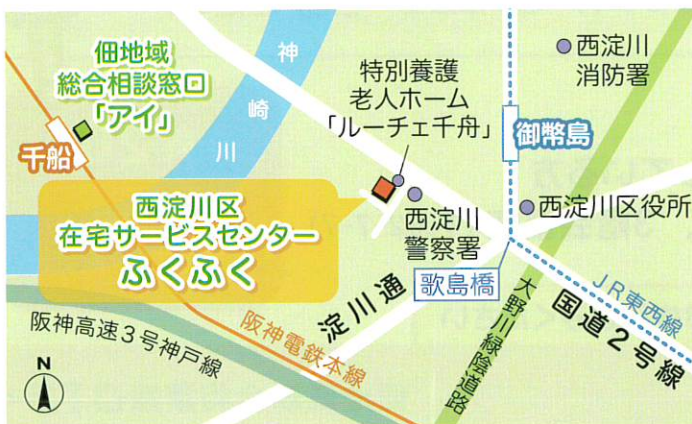 佃地域
総合相談窓口
「アイ」
千船
神崎川
特別養護
老人ホーム
「ルーチェ千舟」
西淀川
消防署
御幣島
西淀川区
在宅サービスセンター
ふくふく
西淀川
警察署
西淀川区役所
歌島橋
淀川通
JR東西線
国道2号線
大野川緑陰道路
阪神高速3号神戸線
阪神電鉄本線
N